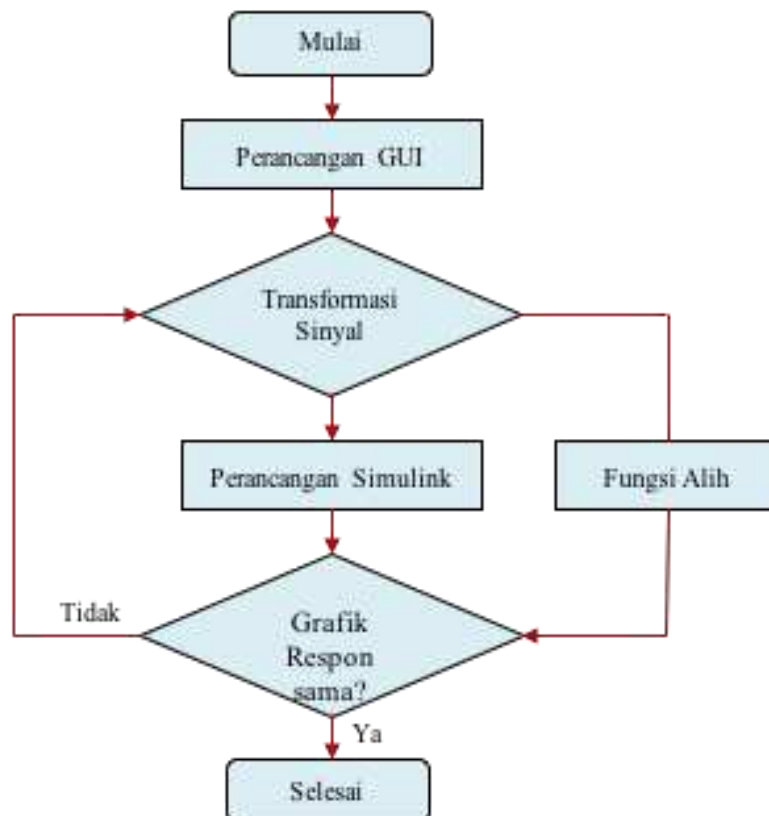 Mulai
Perancangan GUI
Transformasi
Sinyal
Perancangan Simulink
Fungsi Alih
Tidak
Grafik
Respon
sama?
Ya
Selesai